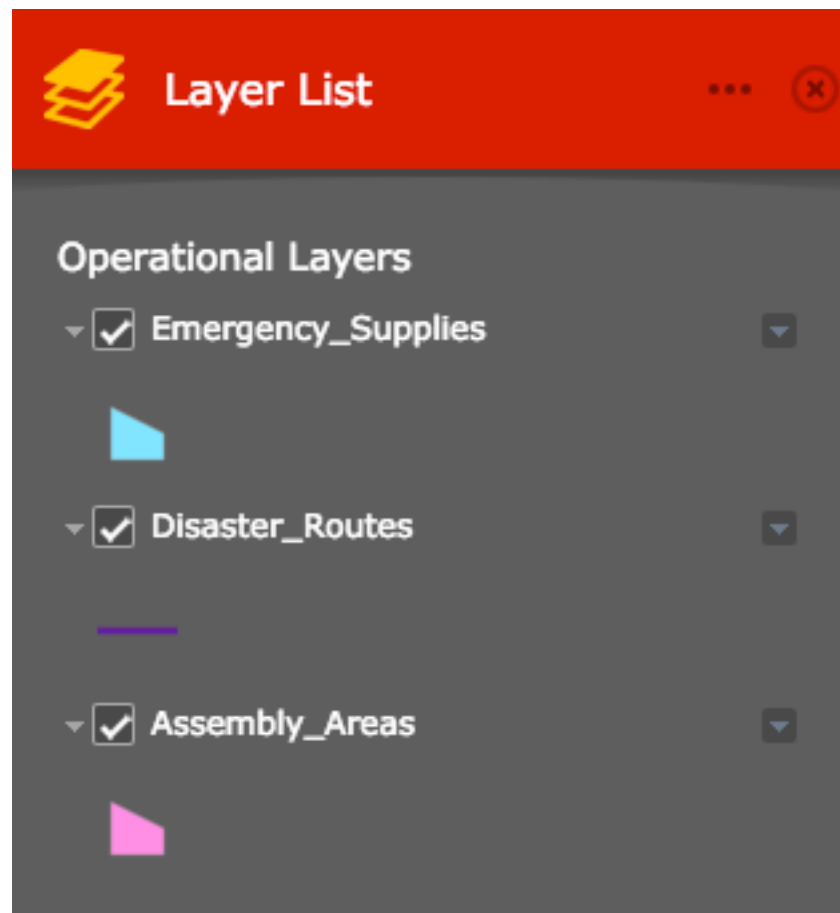 Layer List
Operational Layers
Emergency_Supplies
Disaster_Routes
Assembly_Areas